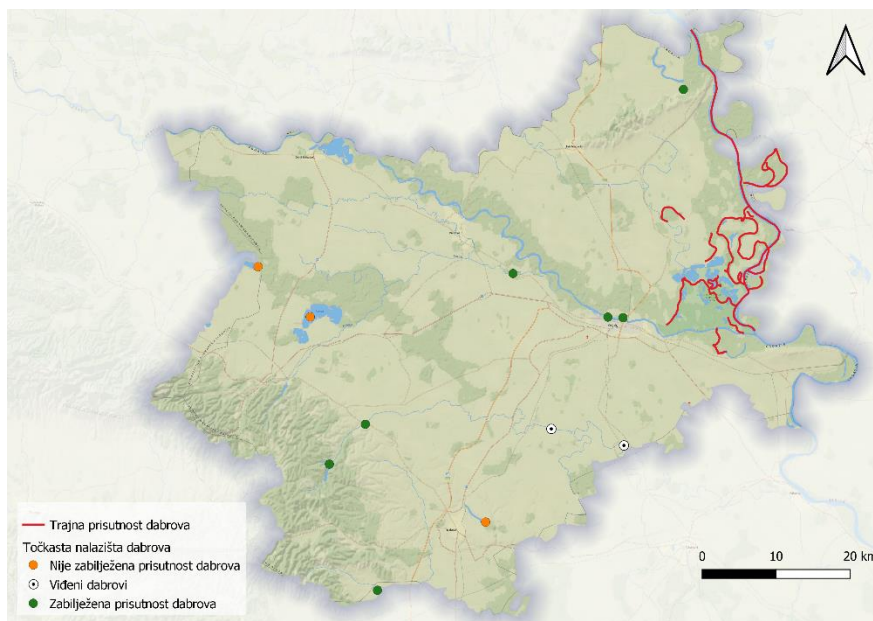 Trajna prisutnost dabrova
Točkasta nalazišta dabrova
Nije zabilježena prisutnost dabrova
Viđeni dabrovi
Zabilježena prisutnost dabrova
0 10 20 km